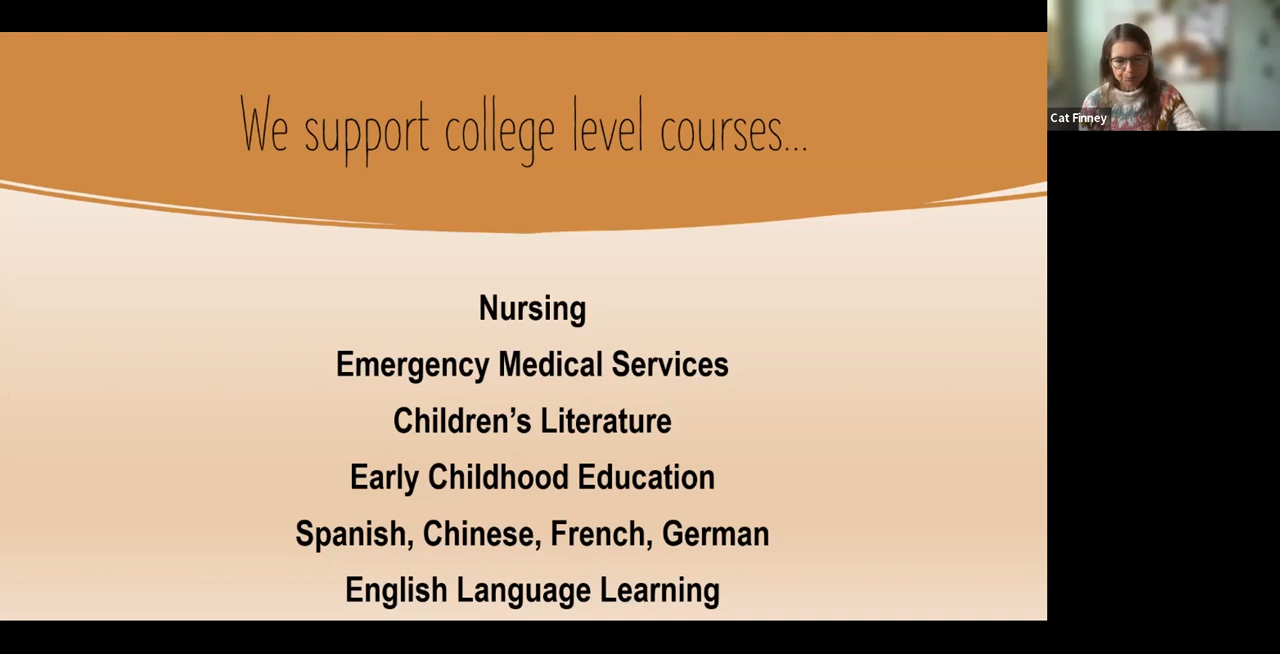 We support college level courses...
Cat Finney
Nursing
Emergency Medical Services
Children’s Literature
Early Childhood Education
Spanish, Chinese, French, German
English Language Learning